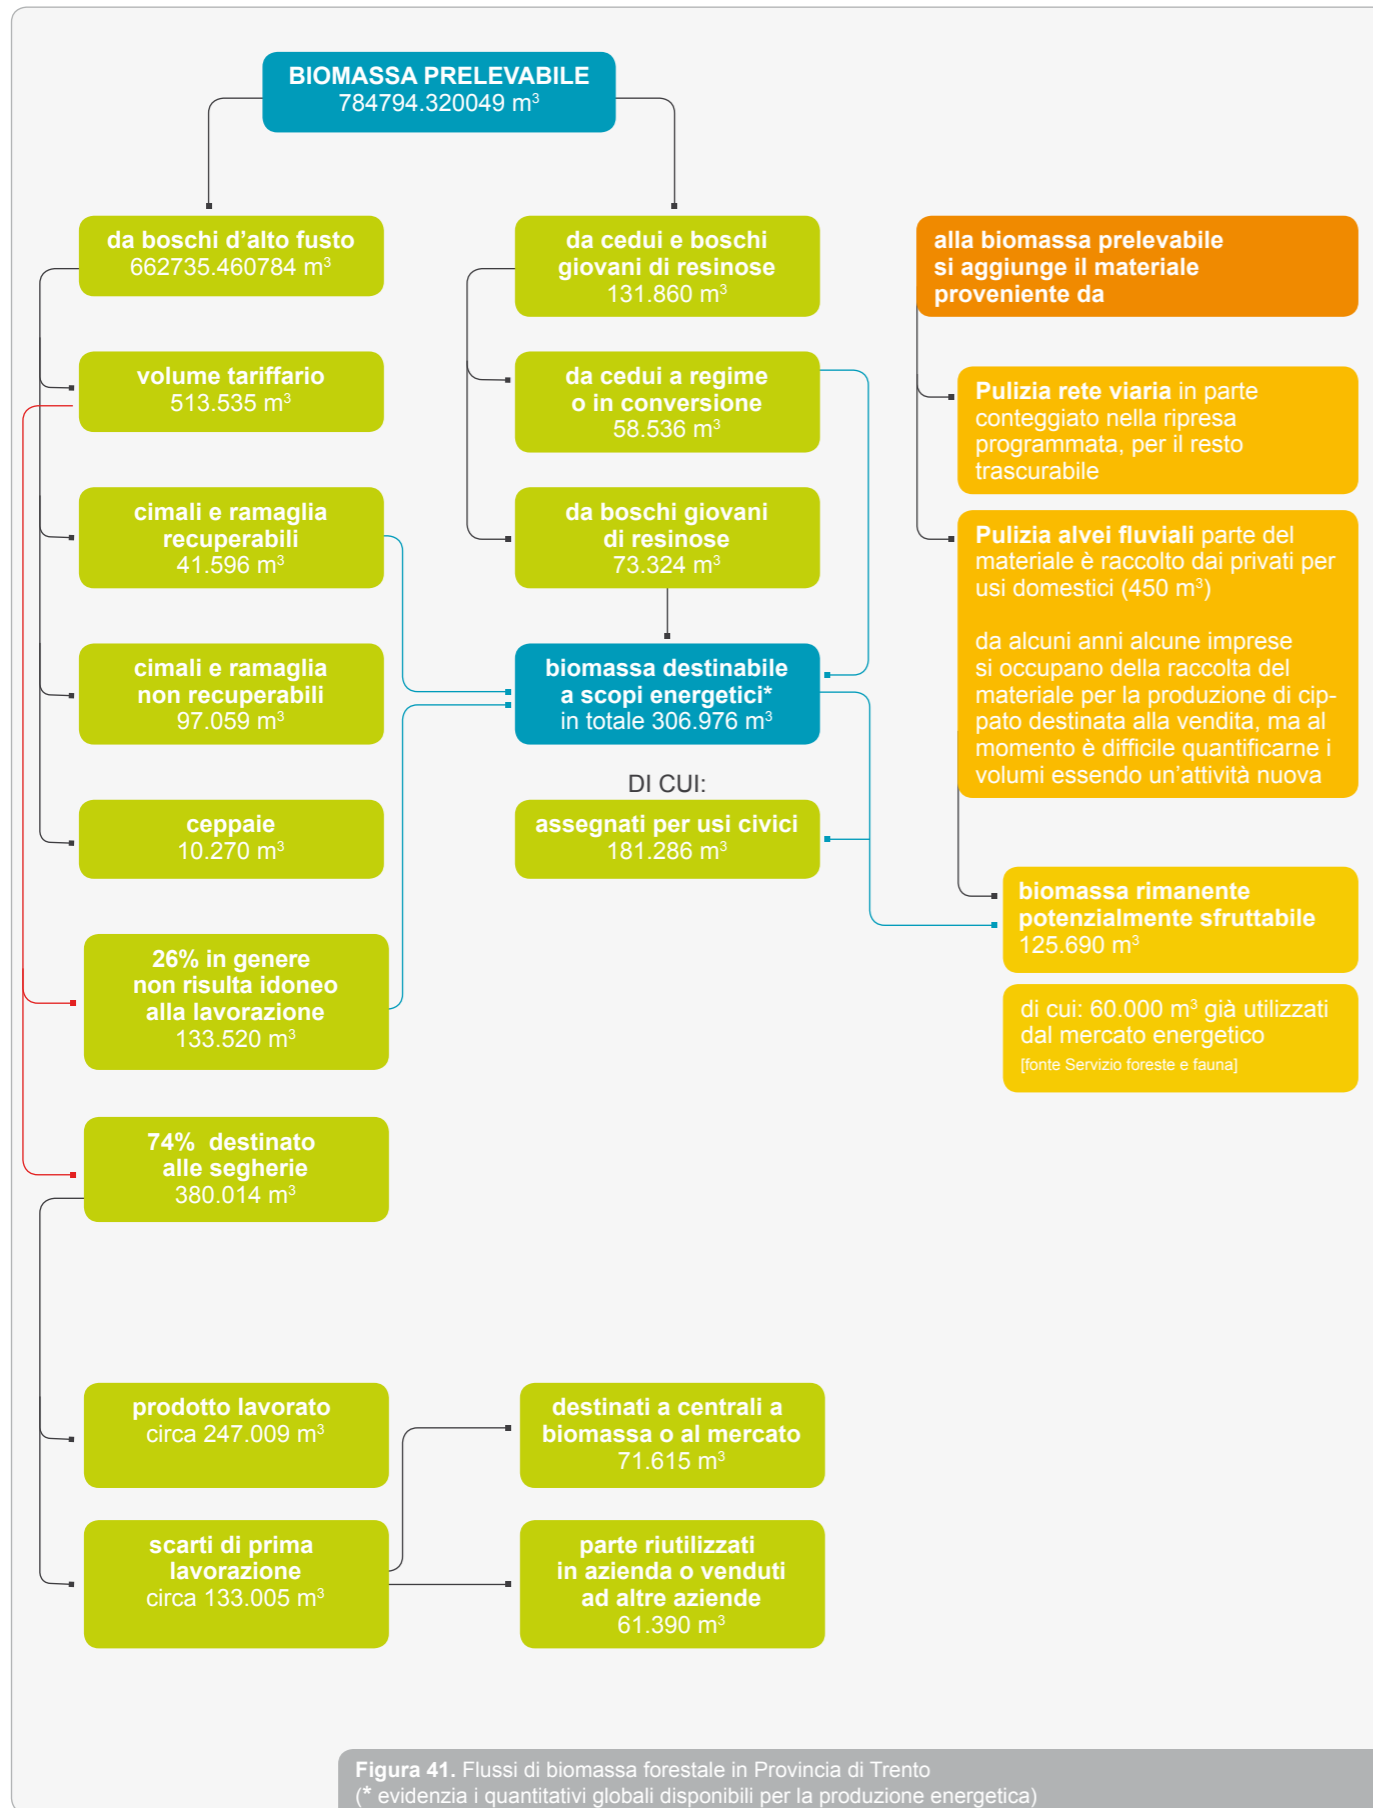 BIOMASSA PRELEVABILE
784794.320049 m³
da boschi d'alto fusto
662735.460784 m³
volume tariffario
513.535 m³
cimali e ramaglia
recuperabili
41.596 m³
cimali e ramaglia
non recuperabili
97.059 m³
ceppaie
10.270 m³
26% in genere
non risulta idoneo
alla lavorazione
133.520 m³
74% destinato
alle segherie
380.014 m³
prodotto lavorato
circa 247.009 m³
scarti di prima
lavorazione
circa 133.005 m³
da cedui e boschi
giovani di resinose
131.860 m³
da cedui a regime
o in conversione
58.536 m³
da boschi giovani
di resinose
73.324 m³
biomassa destinabile
a scopi energetici*
in totale 306.976 m³
DI CUI:
assegnati per usi civici
181.286 m³
destinati a centrali a
biomassa o al mercato
71.615 m³
parte riutilizzati
in azienda o venduti
ad altre aziende
61.390 m³
alla biomassa prelevabile
si aggiunge il materiale
proveniente da
Pulizia rete viaria in parte
conteggiato nella ripresa
programmata, per il resto
trascurabile
Pulizia alvei fluviali parte del
materiale è raccolto dai privati per
usi domestici (450 m³)
da alcuni anni alcune imprese
si occupano della raccolta del
materiale per la produzione di cip-
pato destinata alla vendita, ma al
momento è difficile quantificarne i
volumi essendo un'attività nuova
biomassa rimanente
potenzialmente sfruttabile
125.690 m³
di cui: 60.000 m³ già utilizzati
dal mercato energetico
[fonte Servizio foreste e fauna]
Figura 41. Flussi di biomassa forestale in Provincia di Trento
(* evidenzia i quantitativi globali disponibili per la produzione energetica)